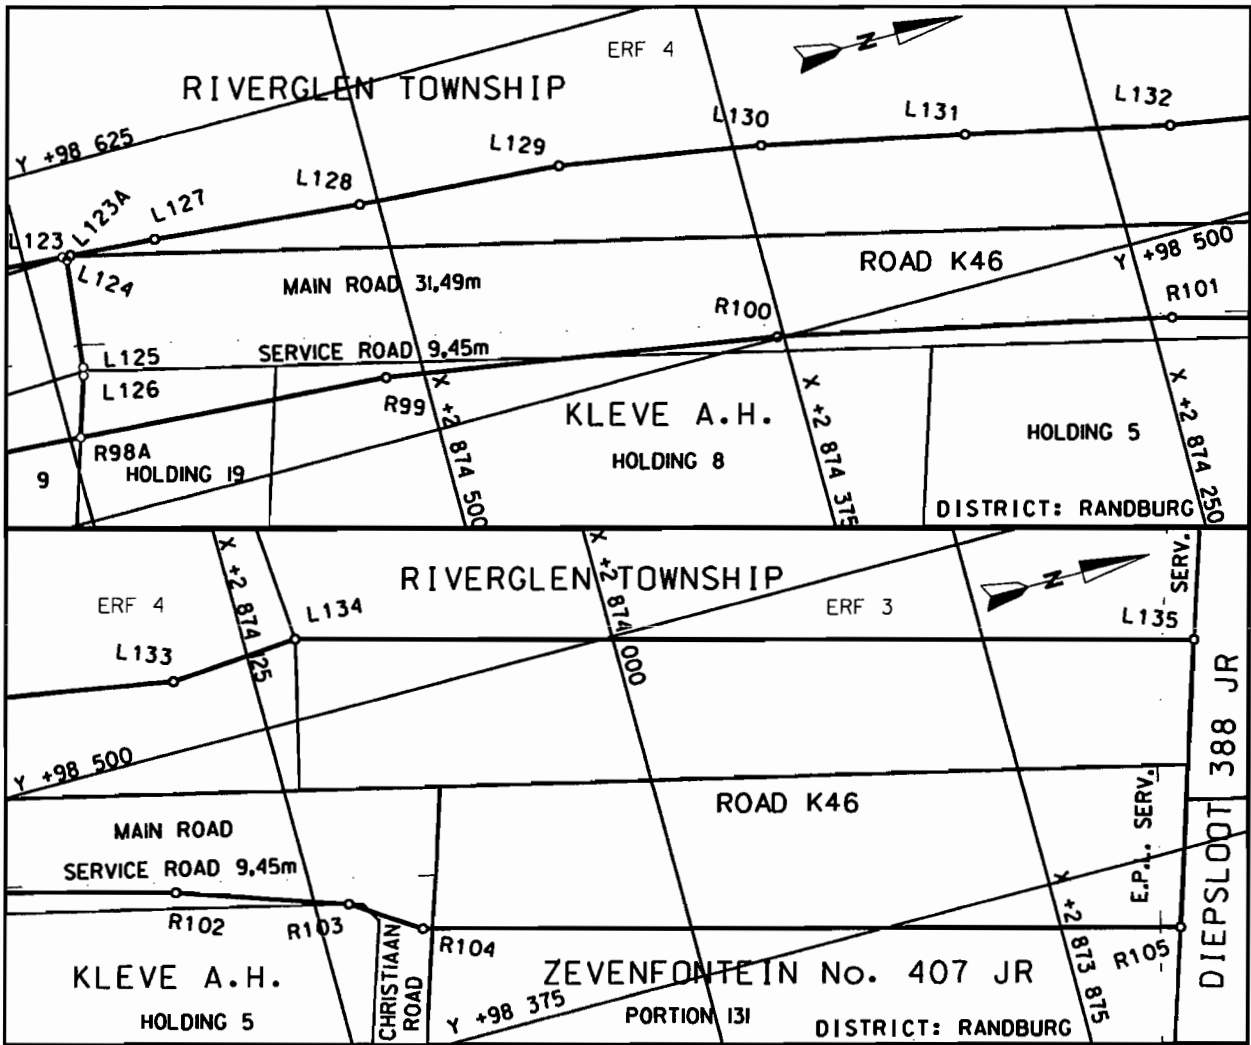 ERF 4
N
RIVERGLEN TOWNSHIP
L132
L131
L130
Y +98 625
L129
L128
L123A
L127
L123
ROAD K46
Y +98 500
L124
MAIN ROAD 31,49m
R100
R101
SERVICE ROAD 9,45m
L125
L126
R99
X +2 874 500
X +2 874 375
X +2 874 250
KLEVE A.H.
HOLDING 5
R98A
HOLDING 8
9
HOLDING 19
DISTRICT: RANDBURG
X +2 874 125
X +2 874 000
SERV.
RIVERGLEN TOWNSHIP
N
ERF 4
L134
ERF 3
L135
L133
388 JR
Y +98 500
ROAD K46
E.P.L. SERV.
DIEPSLOOT
MAIN ROAD
SERVICE ROAD 9,45m
X +2 873 875
R102
R103
CHRISTIAN
ROAD
R104
R105
KLEVE A.H.
ZEVENFONTEIN No. 407 JR
Y +98 375
PORTION 131
HOLDING 5
DISTRICT: RANDBURG